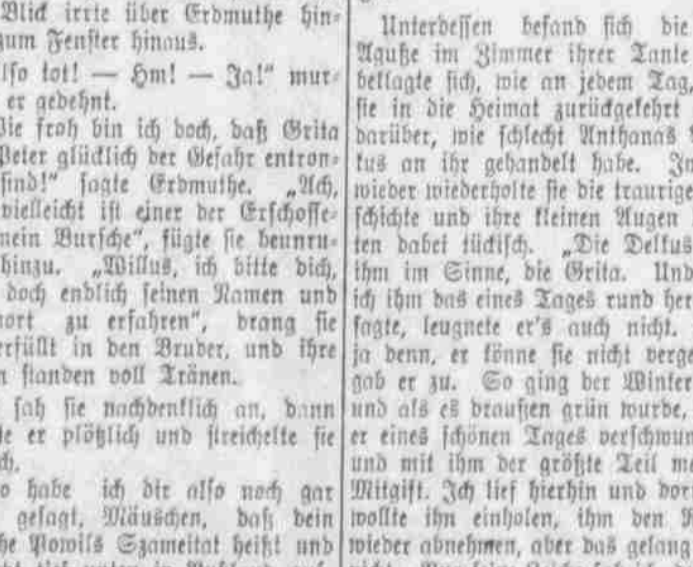 Blick irrte über Erdmuthe hin-
zum Fenster hinaus.
lso tot! — Hm! — Ja!" mur-
er gedehnt.
Wie froh bin ich doch, daß Grita
Peter glücklich der Gefahr entron-
sind!" sagte Erdmuthe. „Ach,
vielleicht ist einer der Erschosse-
mein Bursche", fügte sie beunru-
hinzu. „Willus, ich bitte dich,
doch endlich seinen Namen und
ort zu erfahren", drang sie
erfüllt in den Bruder, und ihre
n standen voll Tränen.
sah sie nachdenklich an, dann
te er plötzlich und streichelte sie
ch.
o habe ich dir also noch gar
gesagt, Mäuschen, daß dein
he Powils Szameitat heißt und
Unterdessen befand sich die
Aguße im Zimmer ihrer Tante
beklagte sich, wie an jedem Tag,
sie in die Heimat zurückgekehrt
darüber, wie schlecht Anthanas
kus an ihr gehandelt habe. Im
wieder wiederholte sie die traurige
schichte und ihre kleinen Augen
ten dabei tückisch. „Die Delkus
ihm im Sinne, die Grita. Und
ich ihm das eines Tages rund her
sagte, leugnete er's auch nicht.
ja denn, er könne sie nicht verge
gab er zu. So ging der Winter
und als es draußen grün wurde,
er eines schönen Tages verschwun
und mit ihm der größte Teil me
Mitgift. Ich lief hierhin und dor
wollte ihn einholen, ihm den R
wieder abnehmen, aber das gelang